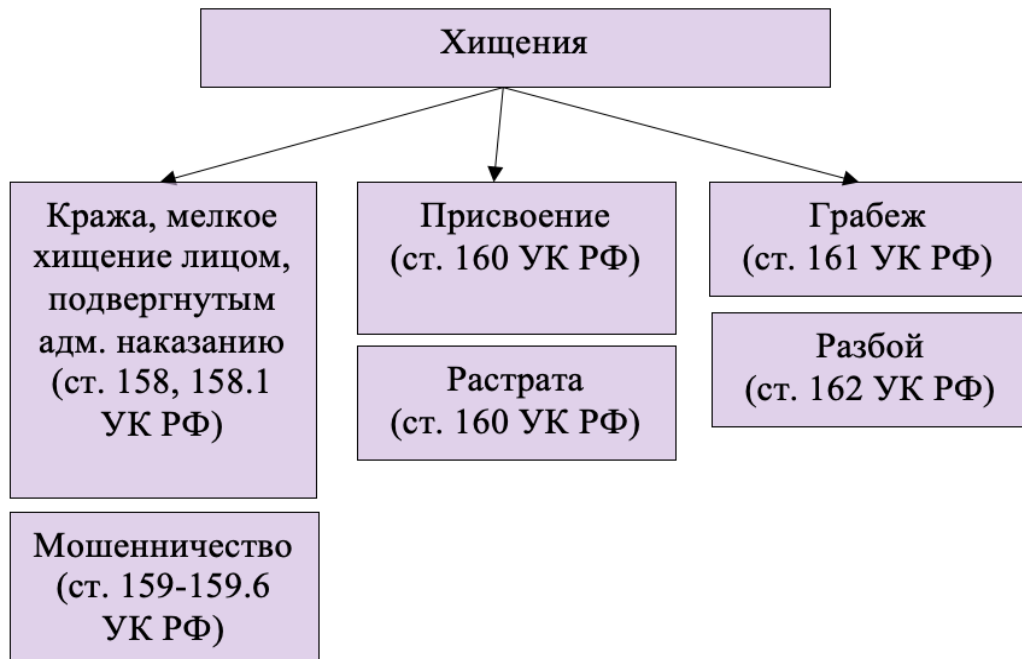 Хищения
Кража, мелкое
хищение лицом,
подвергнутым
адм. наказанию
(ст. 158, 158.1
УК РФ)
Мошенничество
(ст. 159-159.6
УК РФ)
Присвоение
(ст. 160 УК РФ)
Растрата
(ст. 160 УК РФ)
Грабеж
(ст. 161 УК РФ)
Разбой
(ст. 162 УК РФ)